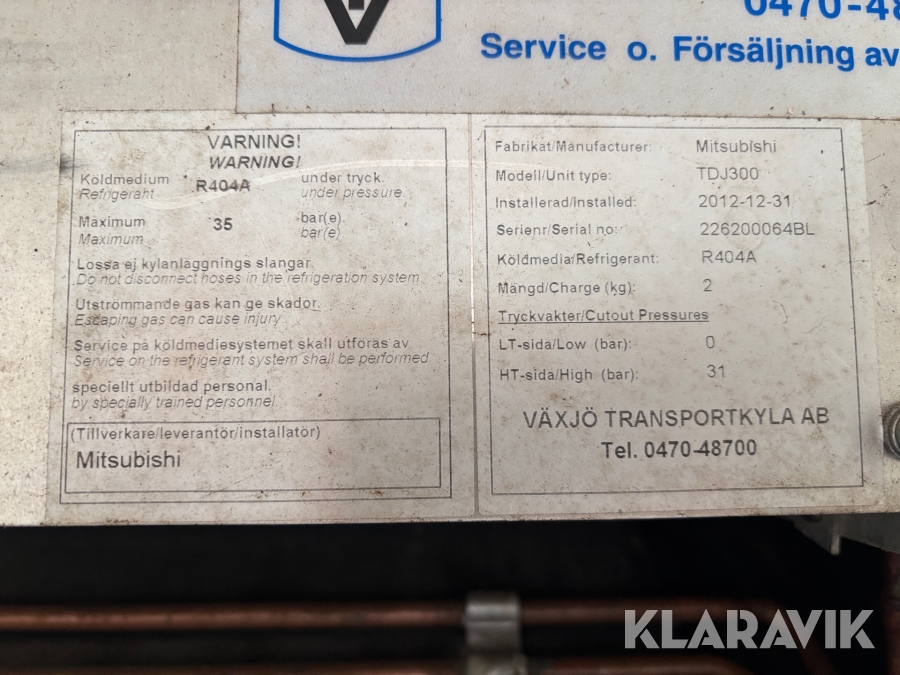 0470-48
Service o. Försäljning av
VARNING!
WARNING!
Köldmedium R404A under tryck.
Refrigeraht under pressure
Maximum 35 bar(e).
Maximum bar(e)
Lossa ej kylanläggnings slangar.
Do not disconnect hoses in the refrigeration system.
Utströmmande gas kan ge skador.
Escaping gas can cause injury.
Service på köldmediesystemet skall utföras av
Service on the refrigerant system shall be performed
speciellt utbildad personal.
by specially trained personnel.
(Tillverkare/leverantör/installatör)
Mitsubishi
Fabrikat/Manufacturer: Mitsubishi
Modell/Unit type: TDJ300
Installerad/Installed: 2012-12-31
Serienr/Serial no: 226200064BL
Köldmedia/Refrigerant: R404A
Mängd/Charge (kg): 2
Tryckvakter/Cutout Pressures
LT-sida/Low (bar): 0
HT-sida/High (bar): 31
VÄXJÖ TRANSPORTKYLA AB
Tel. 0470-48700
KLARAVIK